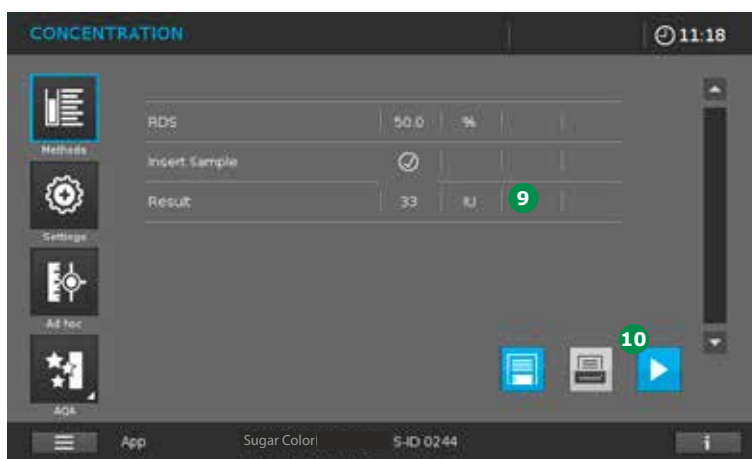 CONCENTRATION 11:18
Methods
Settings
Ad hoc
AQA
RDS 50.0 %
Insert Sample
Result 33 IU 9
10
App Sugar Color S-ID 0244 i